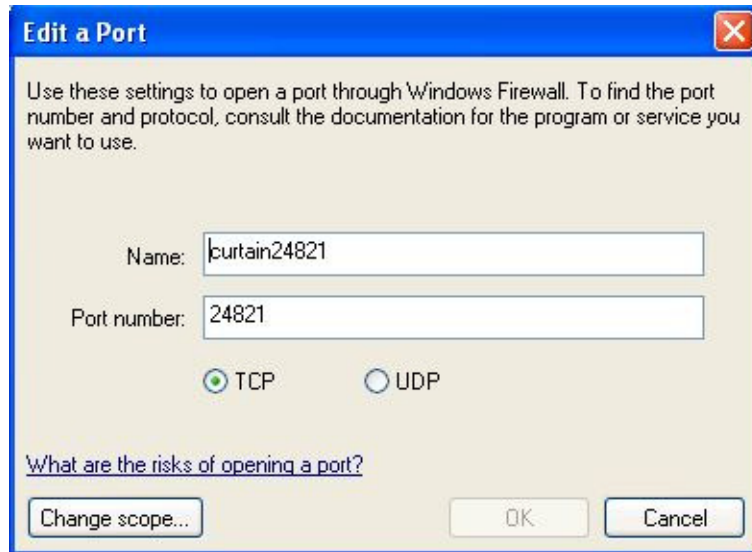 Edit a Port
Use these settings to open a port through Windows Firewall. To find the port
number and protocol, consult the documentation for the program or service you
want to use.
Name: curtain24821
Port number: 24821
TCP UDP
What are the risks of opening a port?
Change scope... OK Cancel